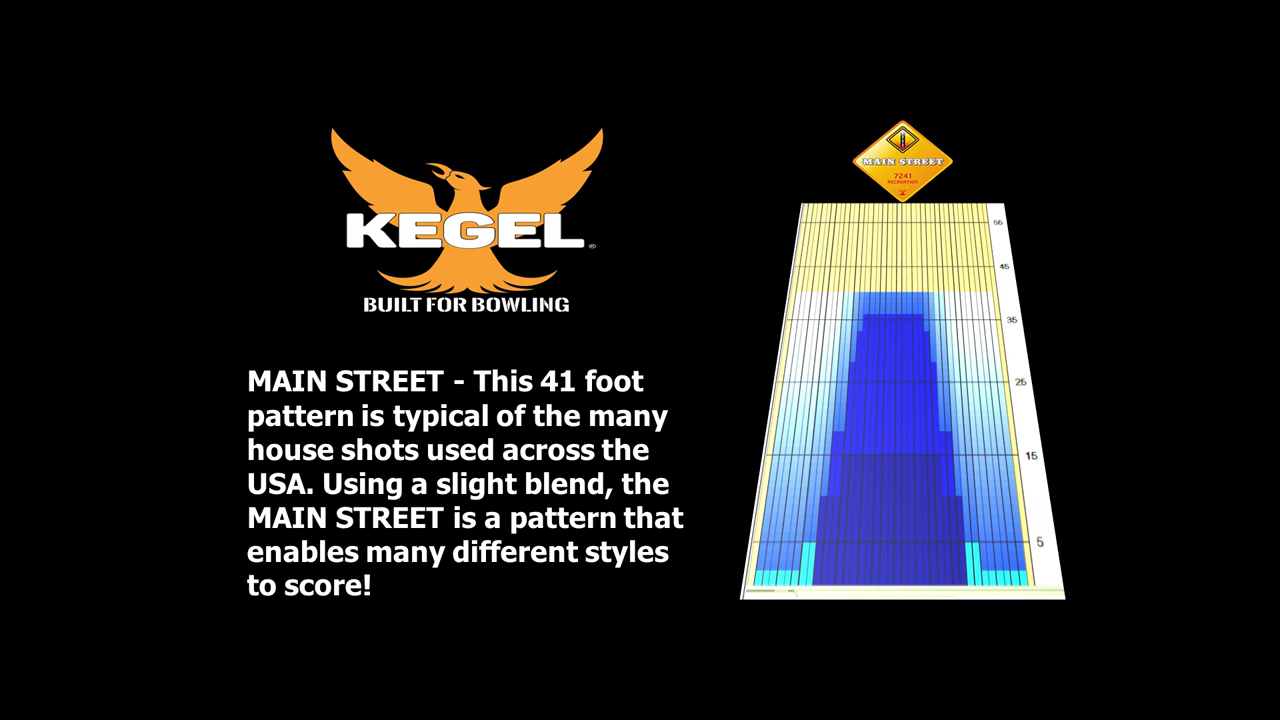 KEGEL
®
BUILT FOR BOWLING
MAIN STREET - This 41 foot
pattern is typical of the many
house shots used across the
USA. Using a slight blend, the
MAIN STREET is a pattern that
enables many different styles
to score!
MAIN STREET
7241
RECREATION
55
45
35
25
15
5